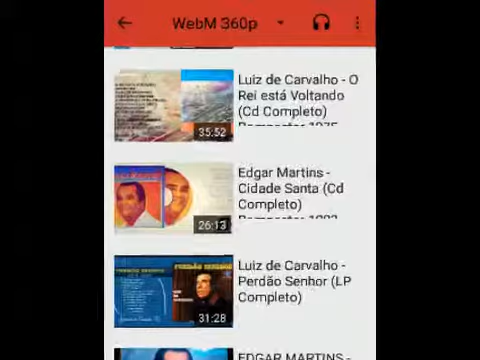 WebM 360p
Luiz de Carvalho - O
Rei está Voltando
(Cd Completo)
35:52
Edgar Martins -
Cidade Santa (Cd
Completo)
26:13
Luiz de Carvalho -
Perdão Senhor (LP
Completo)
31:28
EDGAR MARTINS -